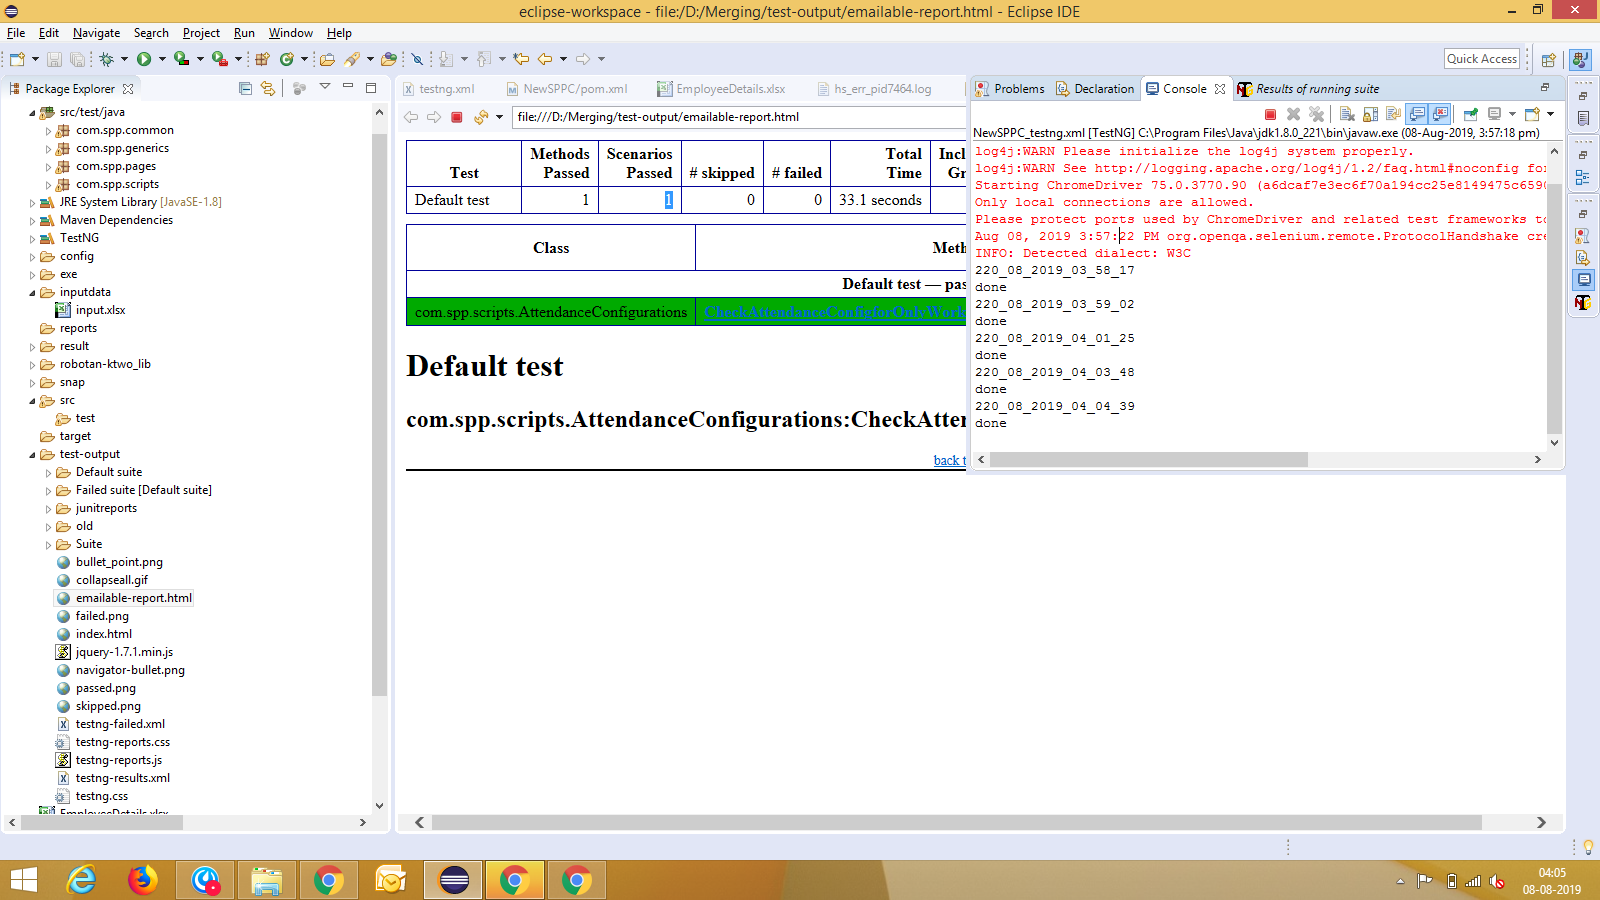 eclipse-workspace - file:/D:/Merging/test-output/emailable-report.html - Eclipse IDE
File Edit Navigate Search Project Run Window Help
Quick Access
Package Explorer
src/test/java
com.spp.common
com.spp.generics
com.spp.pages
com.spp.scripts
JRE System Library [JavaSE-1.8]
Maven Dependencies
TestNG
config
exe
inputdata
input.xlsx
reports
result
robotan-ktwo_lib
snap
src
test
target
test-output
Default suite
Failed suite [Default suite]
junitreports
old
Suite
bullet_point.png
collapseall.gif
emailable-report.html
failed.png
index.html
jquery-1.7.1.min.js
navigator-bullet.png
passed.png
skipped.png
testng-failed.xml
testng-reports.css
testng-reports.js
testng-results.xml
testng.css
EmployeeDetails.xlsx
testng.xml NewSPPC/pom.xml EmployeeDetails.xlsx hs_err_pid7464.log
file:///D:/Merging/test-output/emailable-report.html
Test Methods Passed Scenarios Passed # skipped # failed Total Time Incl Gr
Default test 1 1 0 0 33.1 seconds
Class Meth
Default test — pas
com.spp.scripts.AttendanceConfigurations CheckAttendanceConfigforOnlyWork
Default test
com.spp.scripts.AttendanceConfigurations:CheckAtten
back t
Problems Declaration Console Results of running suite
NewSPPC_testng.xml [TestNG] C:\Program Files\Java\jdk1.8.0_221\bin\javaw.exe (08-Aug-2019, 3:57:18 pm)
log4j:WARN Please initialize the log4j system properly.
log4j:WARN See http://logging.apache.org/log4j/1.2/faq.html#noconfig for
Starting ChromeDriver 75.0.3770.90 (a6dcaf7e3ec6f70a194cc25e8149475c6590
Only local connections are allowed.
Please protect ports used by ChromeDriver and related test frameworks to
Aug 08, 2019 3:57:22 PM org.openqa.selenium.remote.ProtocolHandshake cre
INFO: Detected dialect: W3C
220_08_2019_03_58_17
done
220_08_2019_03_59_02
done
220_08_2019_04_01_25
done
220_08_2019_04_03_48
done
220_08_2019_04_04_39
done
04:05
08-08-2019